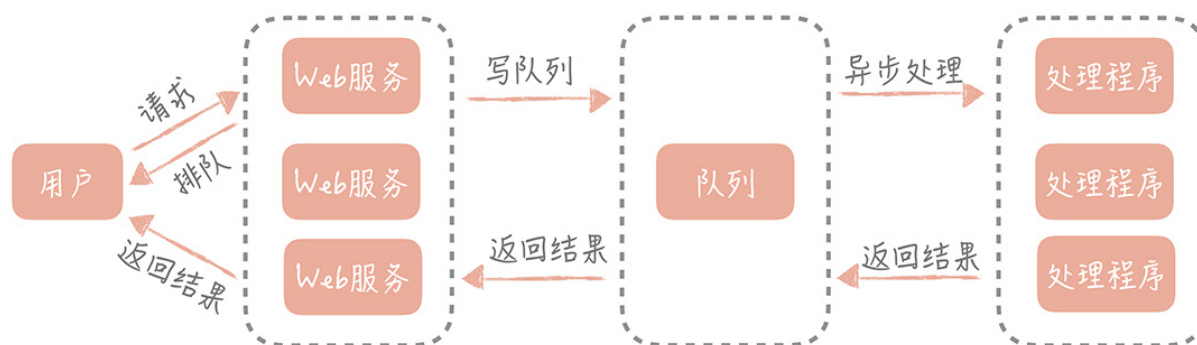 用户
请求
排队
返回结果
Web服务
Web服务
Web服务
写队列
返回结果
队列
异步处理
返回结果
处理程序
处理程序
处理程序